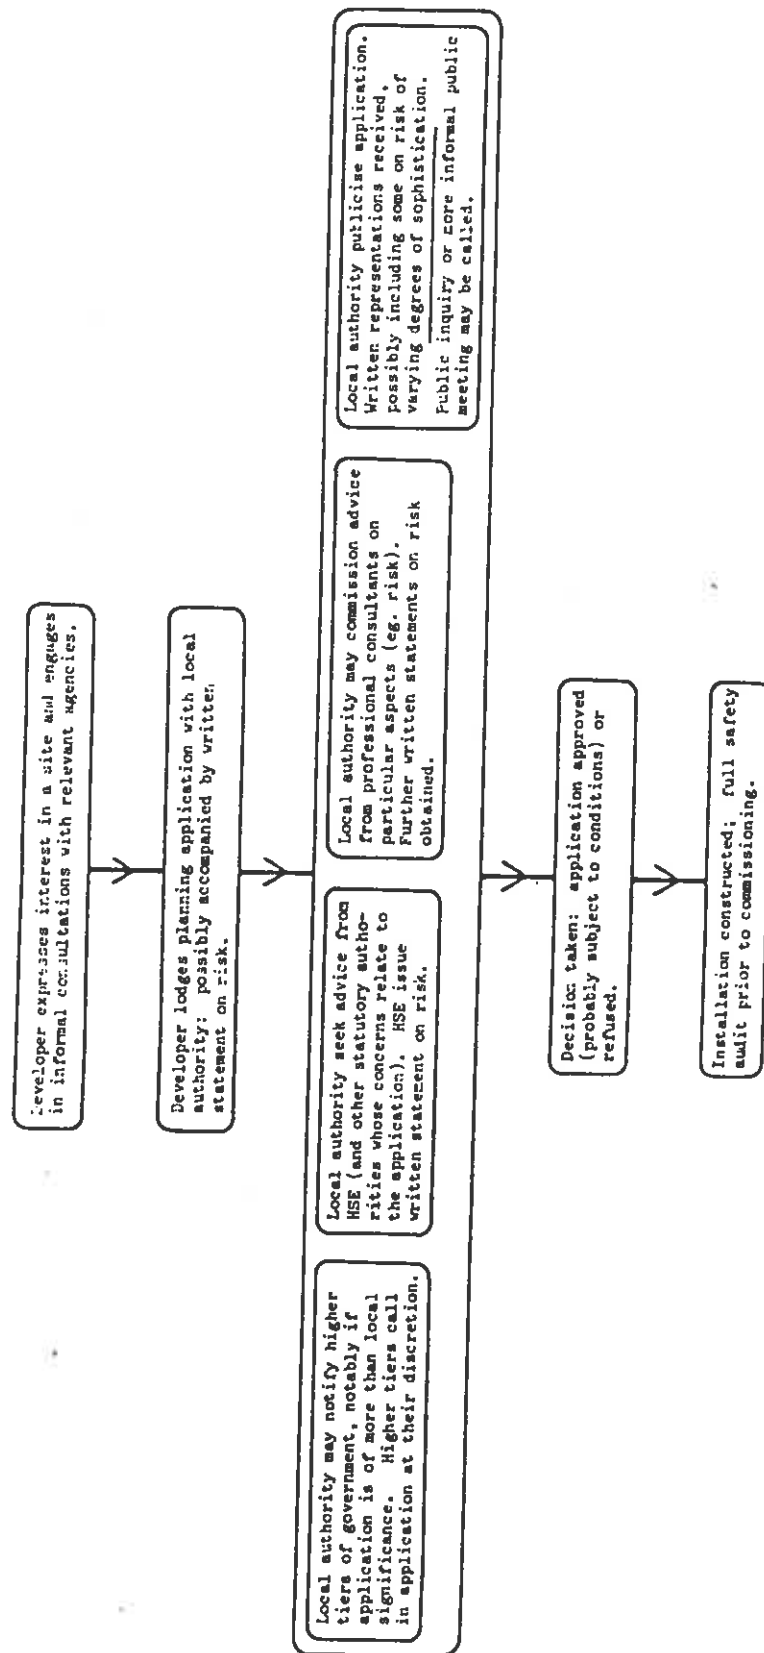 Developer expresses interest in a site and engages
in informal consultations with relevant agencies.
Developer lodges planning application with local
authority; possibly accompanied by written
statement on risk.
Local authority may notify higher
tiers of government, notably if
application is of more than local
significance. Higher tiers call
in application at their discretion.
Local authority seek advice from
HSE (and other statutory autho-
rities whose concerns relate to
the application). HSE issue
written statement on risk.
Local authority may commission advice
from professional consultants on
particular aspects (eg. risk).
Further written statements on risk
obtained.
Local authority publicise application.
Written representations received,
possibly including some on risk of
varying degrees of sophistication.
Public inquiry or more informal public
meeting may be called.
Decision taken: application approved
(probably subject to conditions) or
refused.
Installation constructed; full safety
audit prior to commissioning.